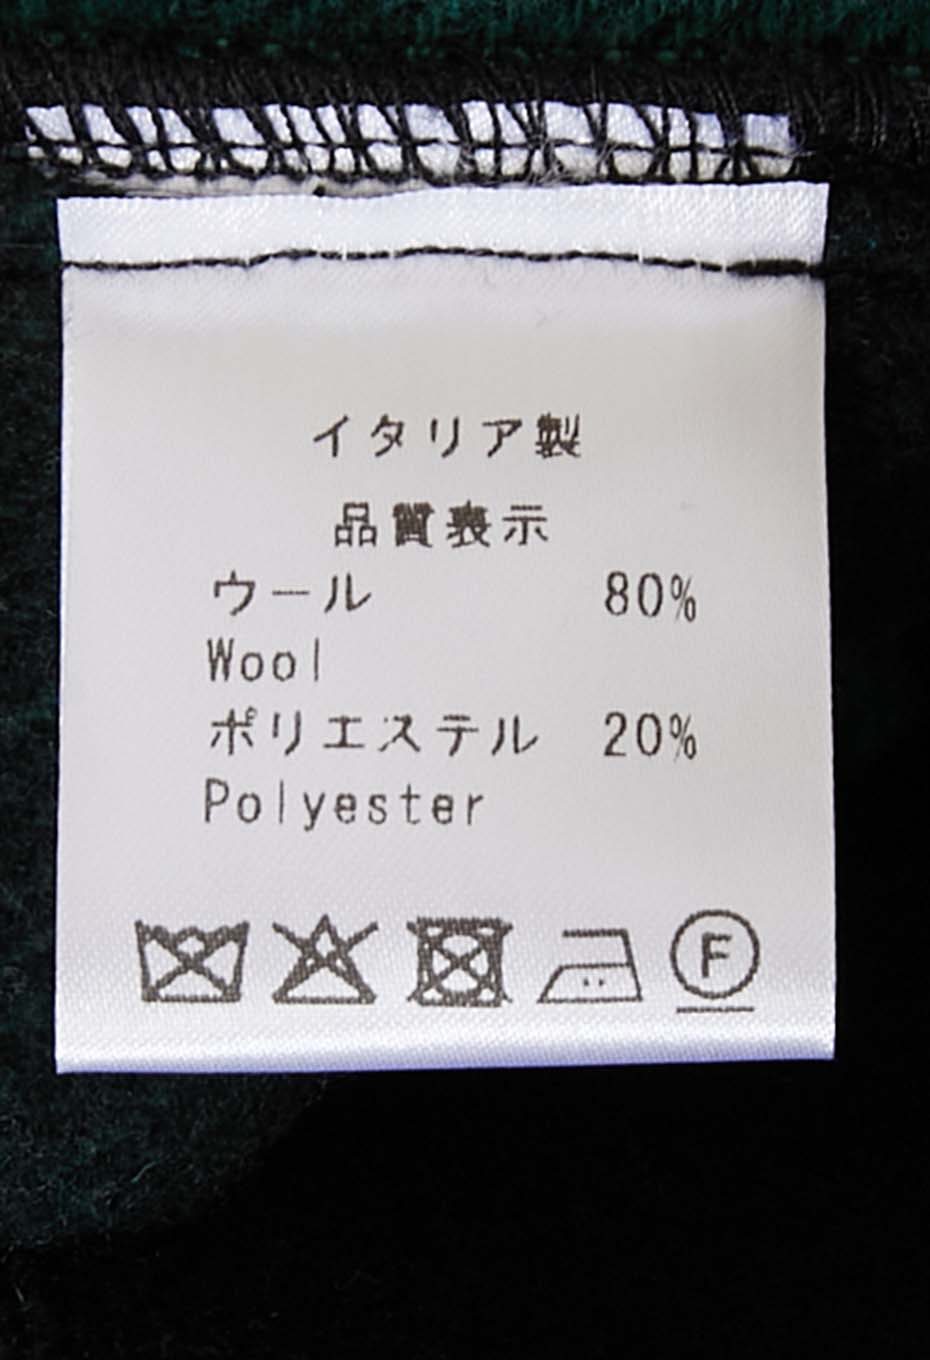 イタリア製
品質表示
ウール 80%
Wool
ポリエステル 20%
Polyester
F